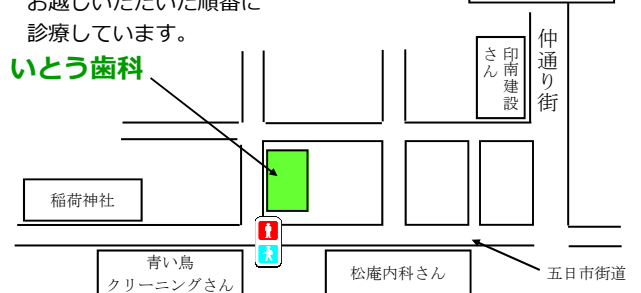 お越しいただいた順番に
診療しています。
いとう歯科
仲通り街
印南建設
さん
稲荷神社
青い鳥
クリーニングさん
松庵内科さん
五日市街道